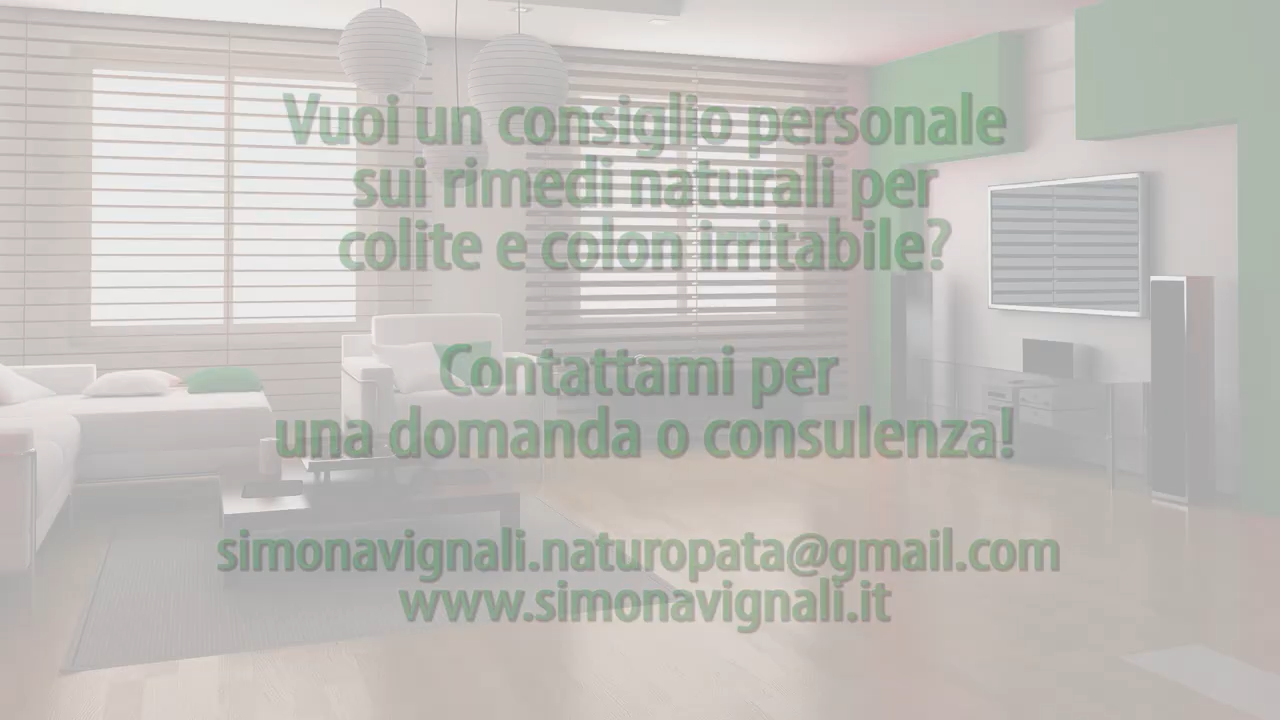 Vuoi un consiglio personale
sui rimedi naturali per
colite e colon irritabile?
Contattami per
una domanda o consulenza!
simonavignali.naturopata@gmail.com
www.simonavignali.it